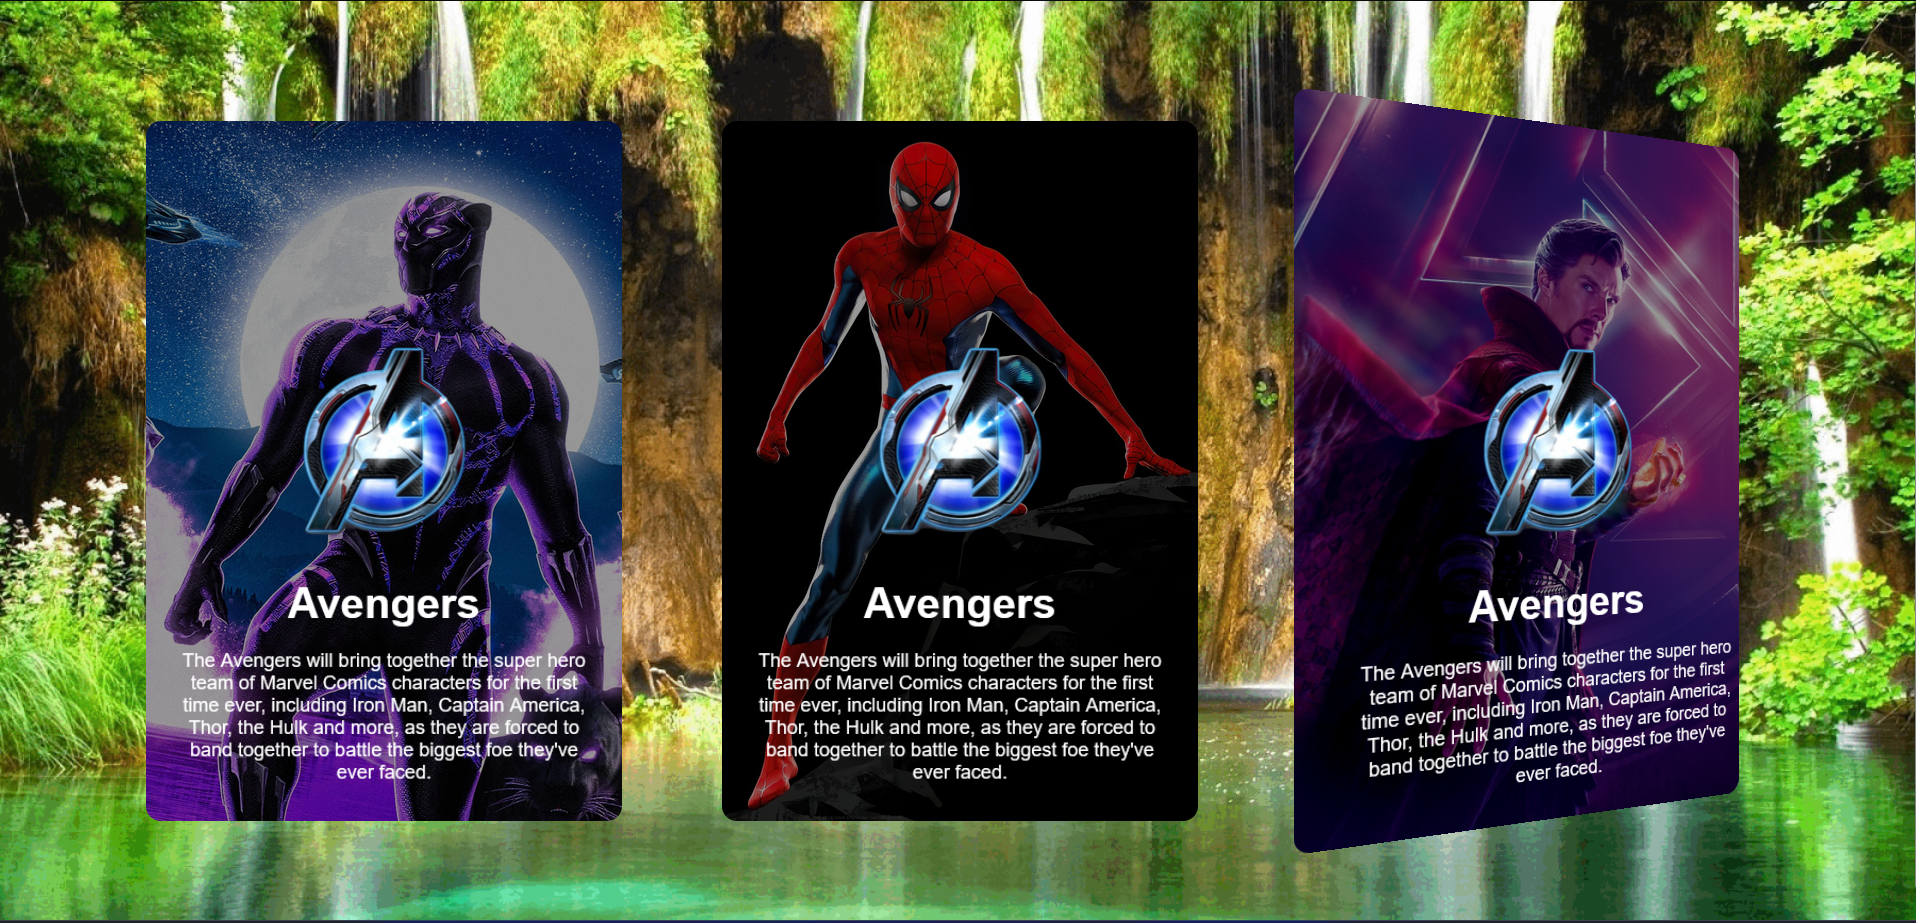 Avengers
The Avengers will bring together the super hero
team of Marvel Comics characters for the first
time ever, including Iron Man, Captain America,
Thor, the Hulk and more, as they are forced to
band together to battle the biggest foe they've
ever faced.
Avengers
The Avengers will bring together the super hero
team of Marvel Comics characters for the first
time ever, including Iron Man, Captain America,
Thor, the Hulk and more, as they are forced to
band together to battle the biggest foe they've
ever faced.
Avengers
The Avengers will bring together the super hero
team of Marvel Comics characters for the first
time ever, including Iron Man, Captain America,
Thor, the Hulk and more, as they are forced to
band together to battle the biggest foe they've
ever faced.